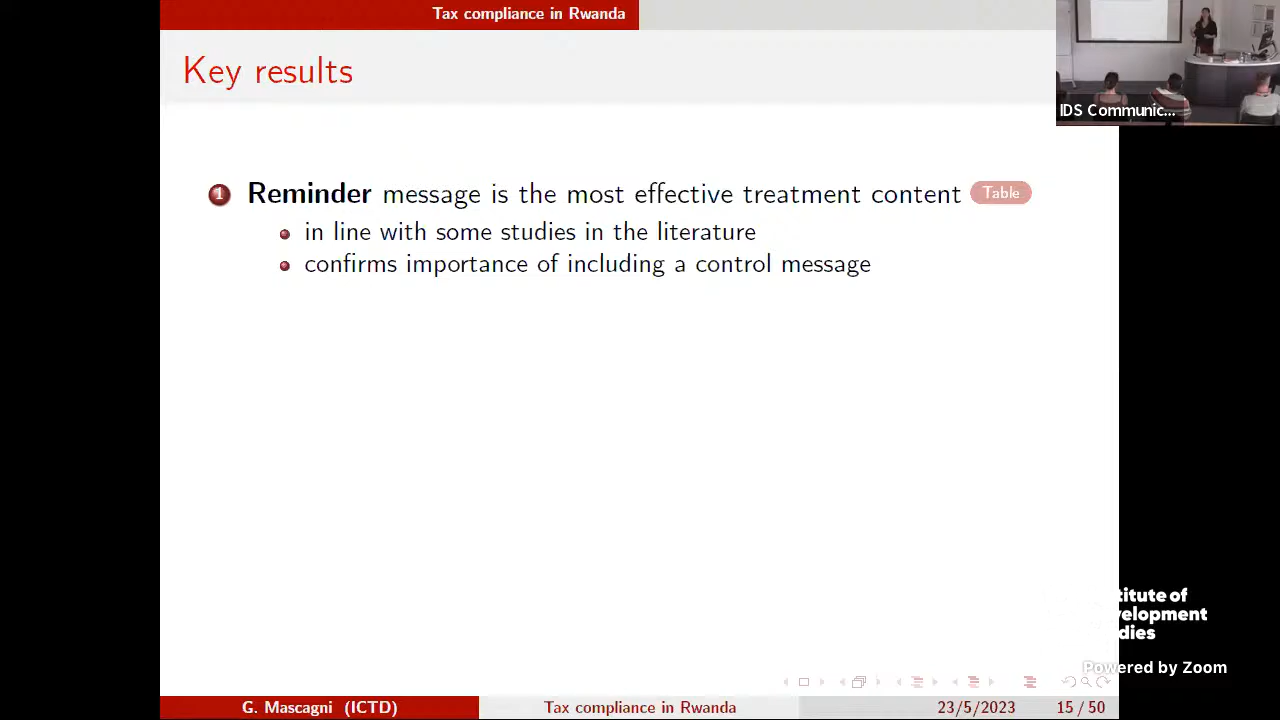 Tax compliance in Rwanda
Key results
IDS Communic...
1 Reminder message is the most effective treatment content Table
in line with some studies in the literature
confirms importance of including a control message
titute of
velopment
dies
Powered by Zoom
G. Mascagni (ICTD) Tax compliance in Rwanda 23/5/2023 15 / 50